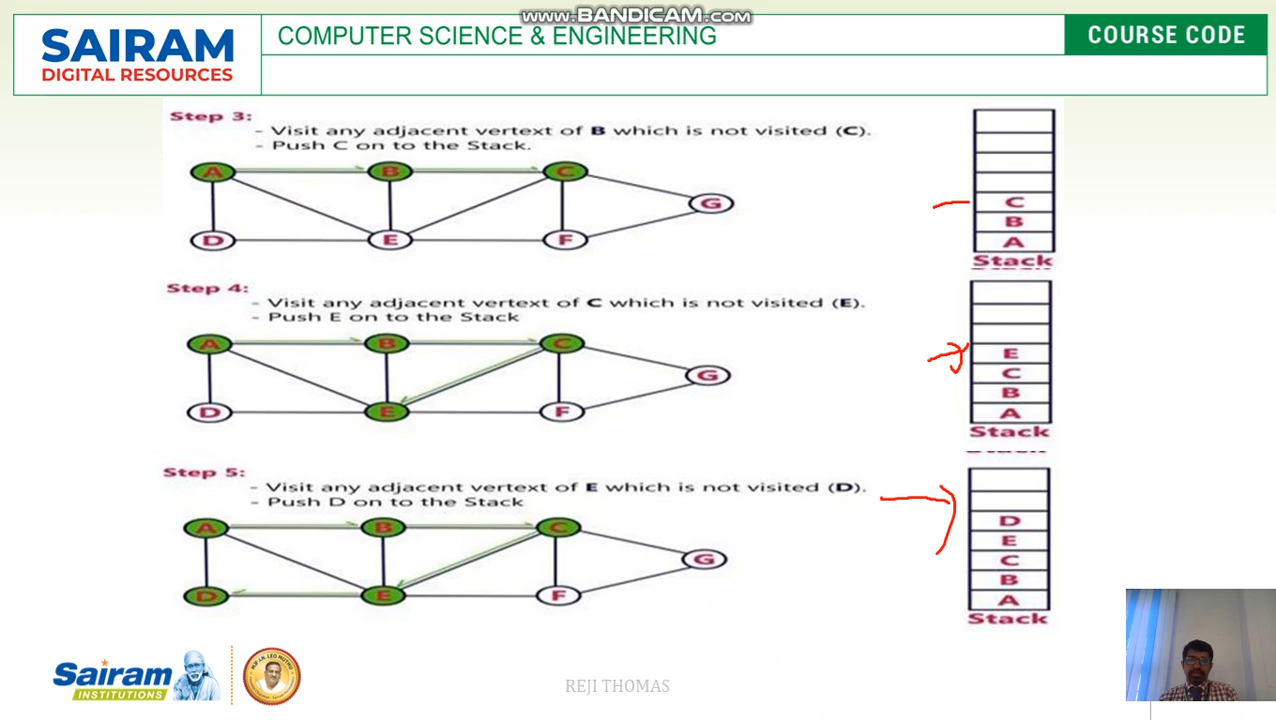 www.BANDICAM.com
SAIRAM
DIGITAL RESOURCES
COMPUTER SCIENCE & ENGINEERING
COURSE CODE
Step 3:
- Visit any adjacent vertext of B which is not visited (C).
- Push C on to the Stack.
A B C
G
D E F
C
B
A
Stack
Step 4:
- Visit any adjacent vertext of C which is not visited (E).
- Push E on to the Stack
A B C
G
D E F
E
C
B
A
Stack
Step 5:
- Visit any adjacent vertext of E which is not visited (D).
- Push D on to the Stack
A B C
G
D E F
D
E
C
B
A
Stack
Sairam
INSTITUTIONS
REJI THOMAS